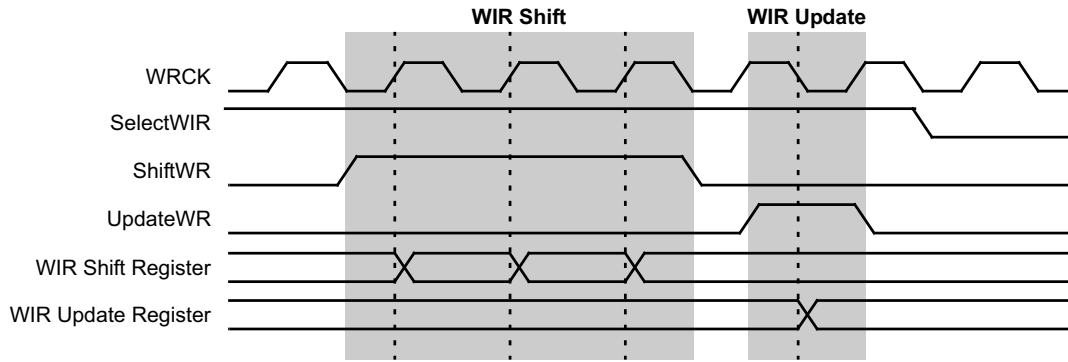 WIR Shift
WIR Update
WRCK
SelectWIR
ShiftWR
UpdateWR
WIR Shift Register
WIR Update Register